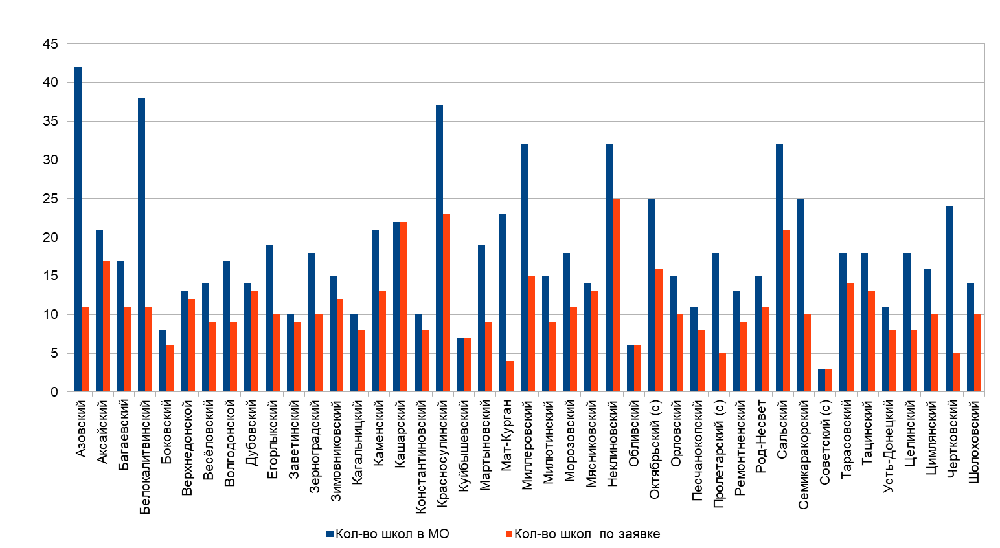 45
40
35
30
25
20
15
10
5
0
Азовский
Аксайский
Багаевский
Белокалитвинский
Боковский
Верхнедонской
Весёловский
Волгодонской
Дубовский
Егорлыкский
Заветинский
Зерноградский
Зимовниковский
Кагальницкий
Каменский
Кашарский
Константиновский
Красносулинский
Куйбышевский
Мартыновский
Мат-Курган
Миллеровский
Милютинский
Морозовский
Мясниковский
Неклиновский
Обливский
Октябрьский (с)
Орловский
Песчанокопский
Пролетарский (с)
Ремонтненский
Род-Несвет
Сальский
Семикаракорский
Советский (с)
Тарасовский
Тацинский
Усть-Донецкий
Целинский
Цимлянский
Чертковский
Шолоховский
Кол-во школ в МО
Кол-во школ  по заявке